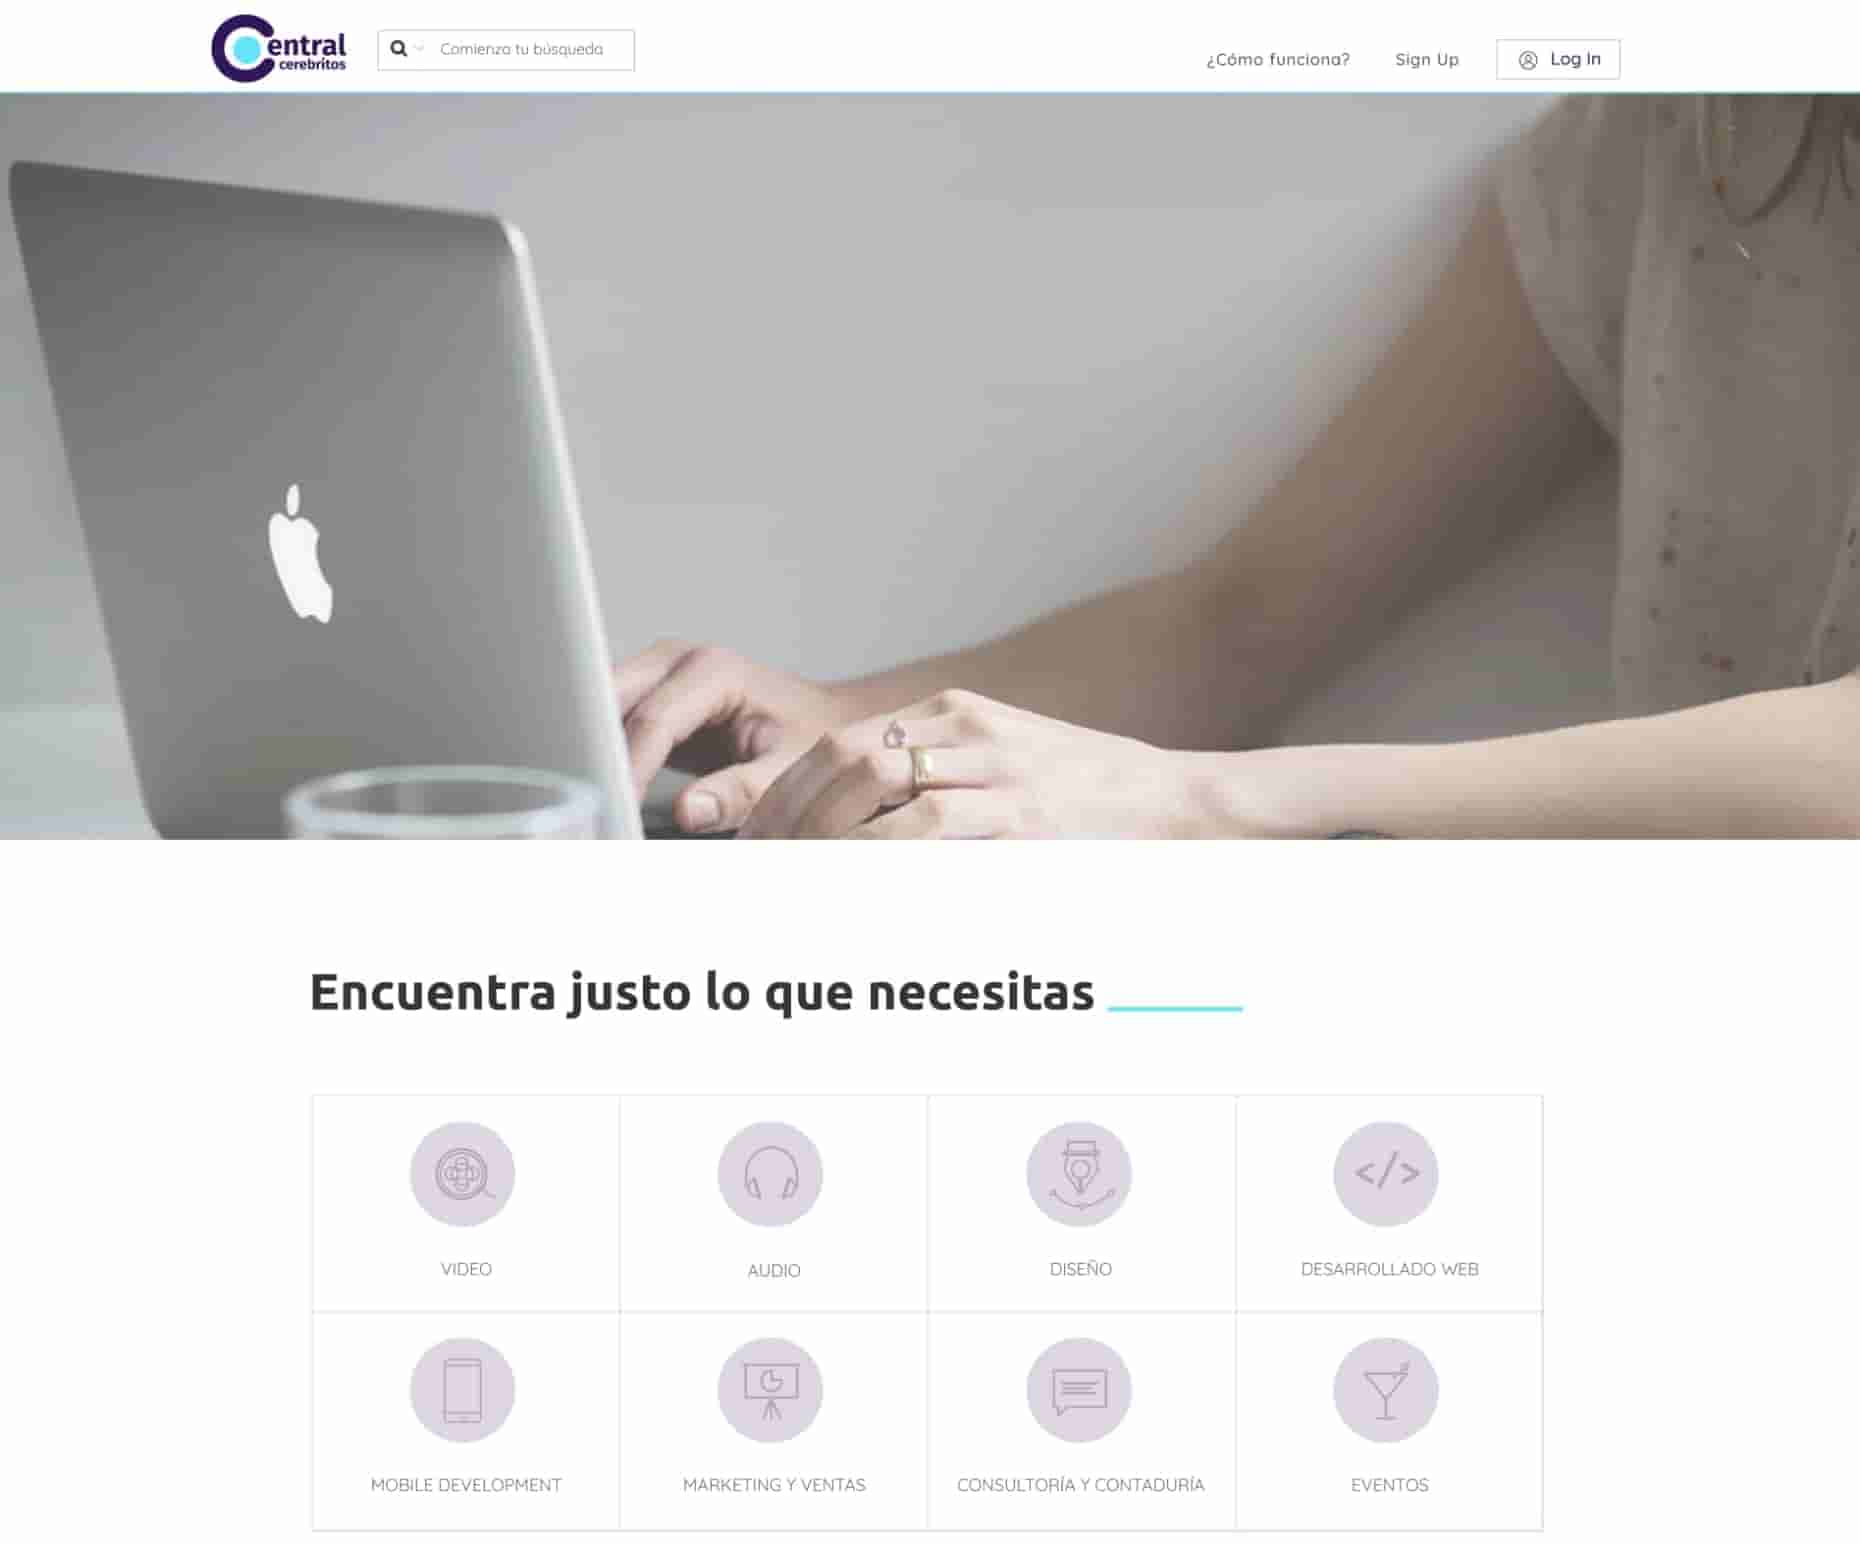 Central
cerebritos
Comienza tu búsqueda
¿Cómo funciona?
Sign Up
Log In
Encuentra justo lo que necesitas
VIDEO
AUDIO
DISEÑO
DESARROLLADO WEB
MOBILE DEVELOPMENT
MARKETING Y VENTAS
CONSULTORÍA Y CONTADURÍA
EVENTOS